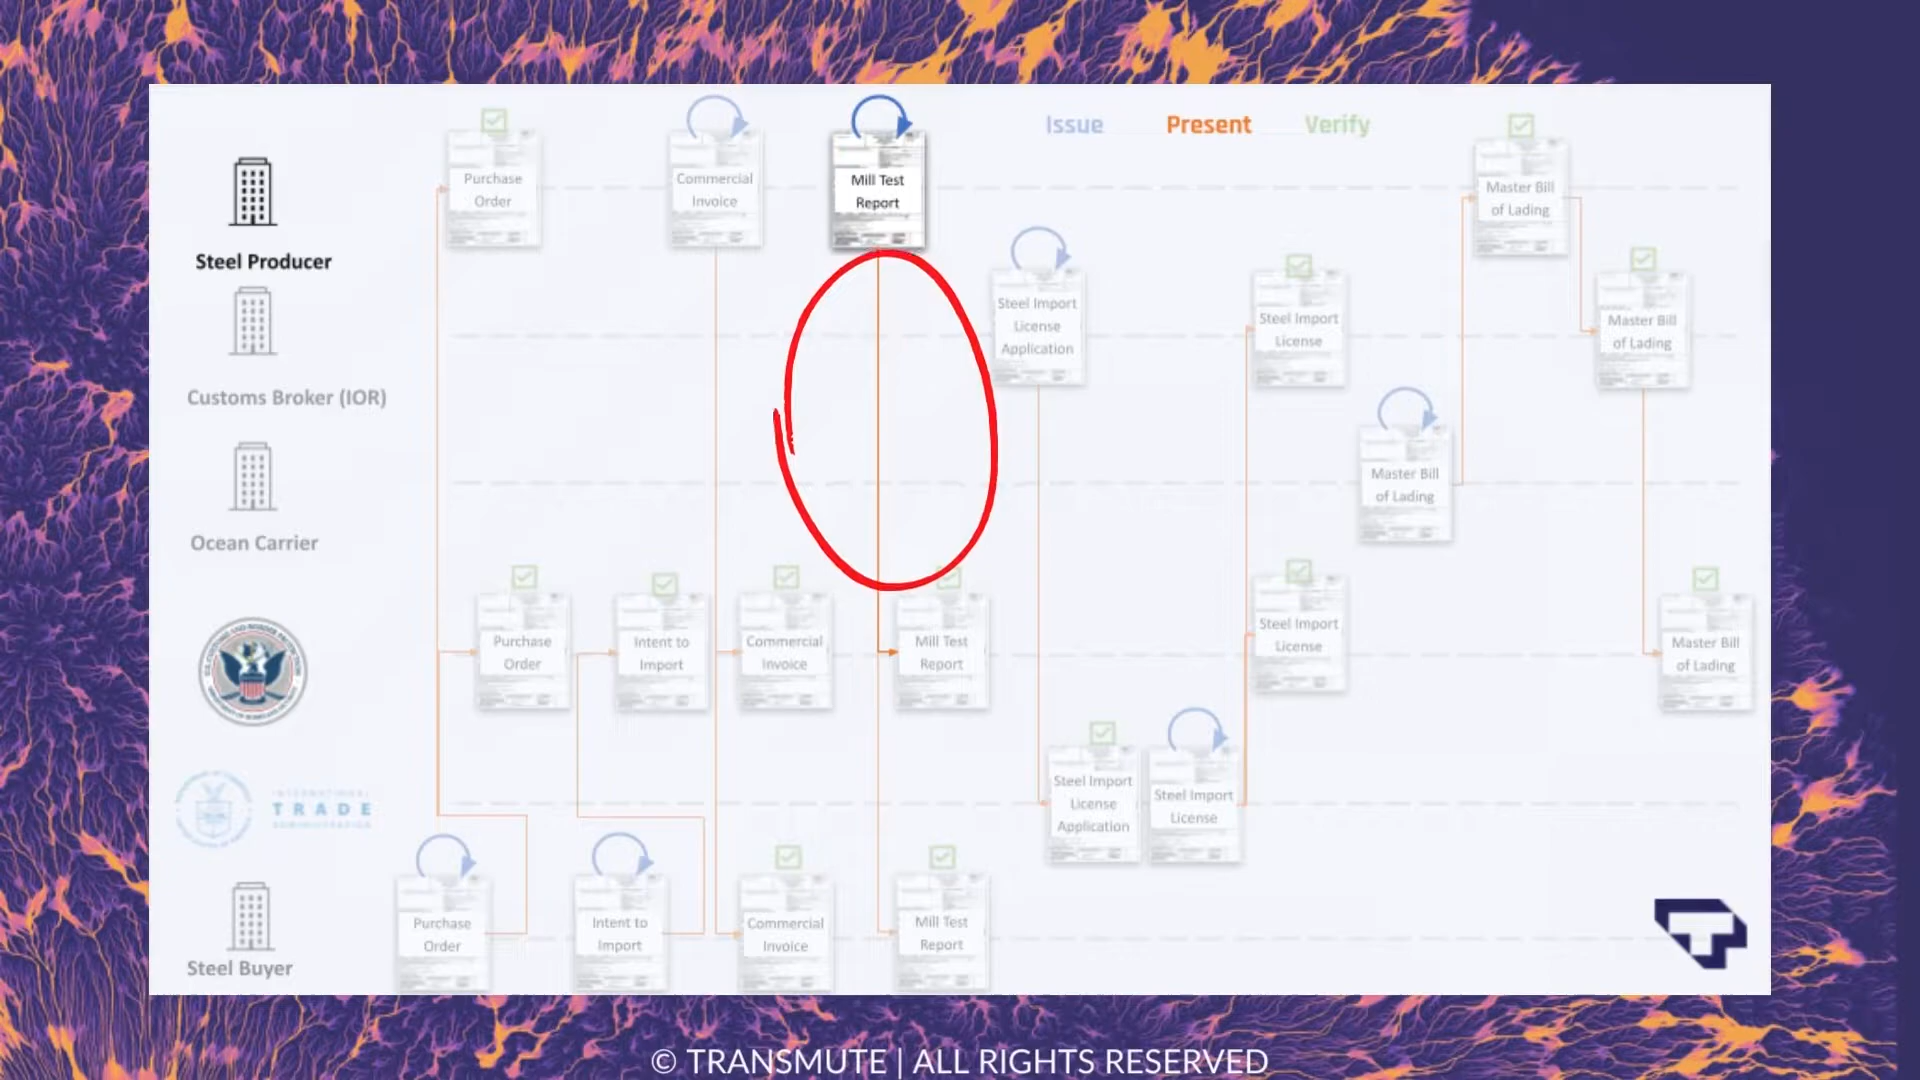 Issue
Present
Verify
Purchase
Order
Commercial
Invoice
Mill Test
Report
Master Bill
of Lading
Steel Producer
Steel Import
License
Application
Steel Import
License
Master Bill
of Lading
Customs Broker (IOR)
Master Bill
of Lading
Ocean Carrier
Purchase
Order
Intent to
Import
Commercial
Invoice
Mill Test
Report
Steel Import
License
Master Bill
of Lading
INTERNATIONAL
TRADE
ADMINISTRATION
Steel Import
License
Application
Steel Import
License
Purchase
Order
Intent to
Import
Commercial
Invoice
Mill Test
Report
Steel Buyer
© TRANSMUTE | ALL RIGHTS RESERVED